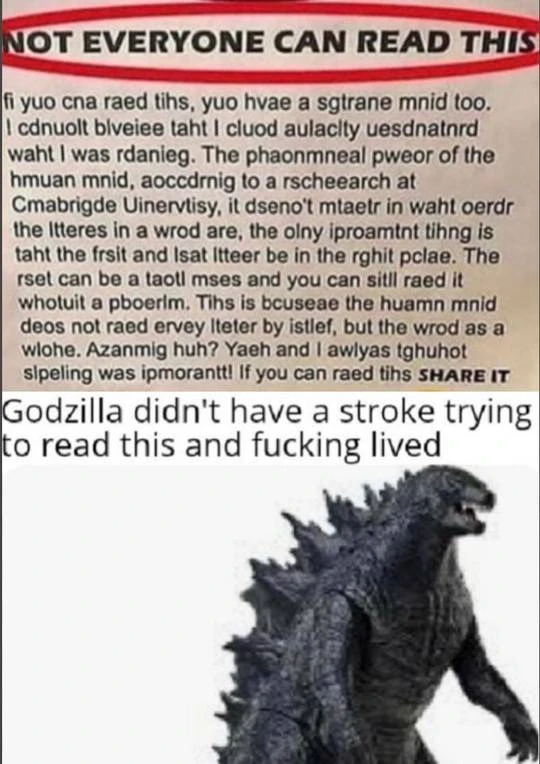 NOT EVERYONE CAN READ THIS
fi yuo cna raed tihs, yuo hvae a sgtrane mnid too.
I cdnuolt blveiee taht I cluod aulaclty uesdnatnrd
waht I was rdanieg. The phaonmneal pweor of the
hmuan mnid, aoccdrnig to a rscheearch at
Cmabrigde Uinervtisy, it dseno't mtaetr in waht oerdr
the ltteres in a wrod are, the olny iproamtnt tihng is
taht the frsit and lsat ltteer be in the rghit pclae. The
rset can be a taotl mses and you can sitll raed it
whotuit a pboerlm. Tihs is bcuseae the huamn mnid
deos not raed ervey lteter by istlef, but the wrod as a
wlohe. Azanmig huh? Yaeh and I awlyas tghuhot
slpeling was ipmorantt! If you can raed tihs SHARE IT
Godzilla didn't have a stroke trying
to read this and fucking lived